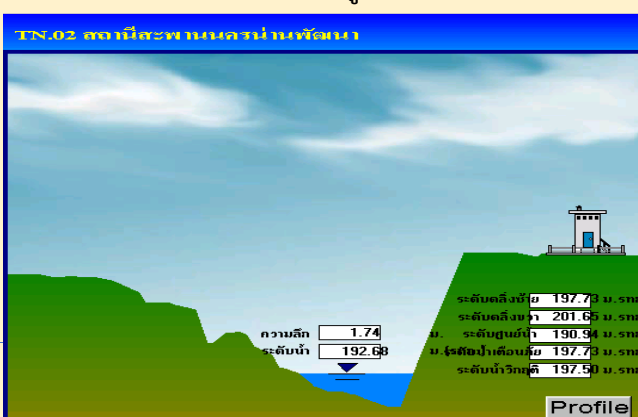 TN.02 สถานีสะพานนครน่านพัฒนา
ระดับตลิ่งซ้าย 197.73 ม.รทก
ระดับตลิ่งขวา 201.65 ม.รทก
ความลึก 1.74 ม. ระดับศูนย์น้ำ 190.94 ม.รทก
ระดับน้ำ 192.68 ม. ระดับน้ำเตือนภัย 197.73 ม.รทก
ระดับน้ำวิกฤติ 197.50 ม.รทก
Profile